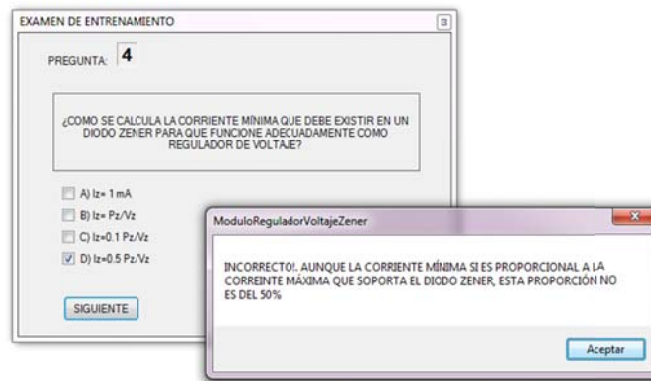 EXAMEN DE ENTRENAMIENTO
PREGUNTA: 4
¿COMO SE CALCULA LA CORRIENTE MÍNIMA QUE DEBE EXISTIR EN UN
DIODO ZENER PARA QUE FUNCIONE ADECUADAMENTE COMO
REGULADOR DE VOLTAJE?
A) Iz= 1 mA
B) Iz= Pz/Vz
C) Iz=0.1 Pz/Vz
D) Iz=0.5 Pz/Vz
SIGUIENTE
ModuloReguladorVoltajeZener
INCORRECTO!. AUNQUE LA CORRIENTE MÍNIMA SI ES PROPORCIONAL A LA
CORREINTE MÁXIMA QUE SOPORTA EL DIODO ZENER, ESTA PROPORCIÓN NO
ES DEL 50%
Aceptar